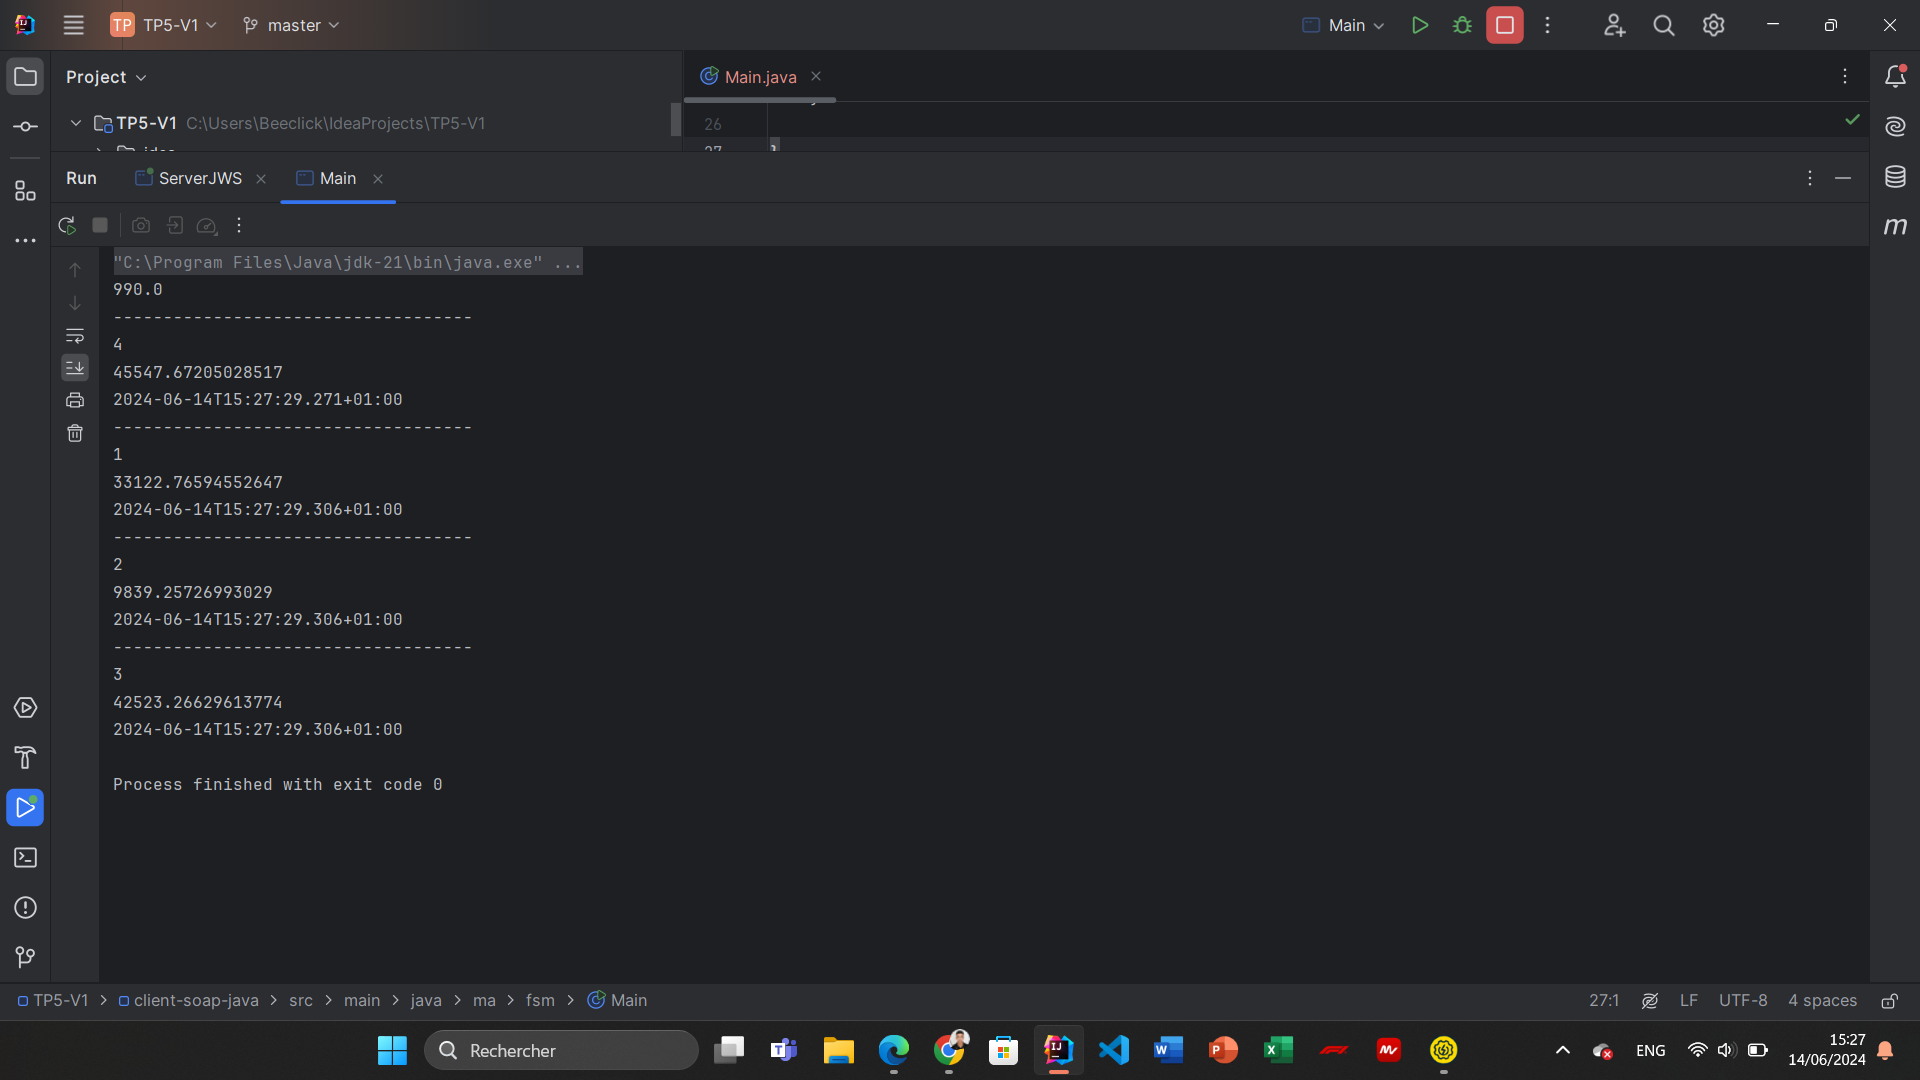 TP TP5-V1 master Main
Project
Main.java
TP5-V1 C:\Users\Beeclick\IdeaProjects\TP5-V1
26
27
Run ServerJWS Main
"C:\Program Files\Java\jdk-21\bin\java.exe" ...
990.0
------------------------------------
4
45547.67205028517
2024-06-14T15:27:29.271+01:00
------------------------------------
1
33122.76594552647
2024-06-14T15:27:29.306+01:00
------------------------------------
2
9839.25726993029
2024-06-14T15:27:29.306+01:00
------------------------------------
3
42523.26629613774
2024-06-14T15:27:29.306+01:00
Process finished with exit code 0
TP5-V1 > client-soap-java > src > main > java > ma > fsm > Main
27:1 LF UTF-8 4 spaces
Rechercher
ENG
15:27
14/06/2024